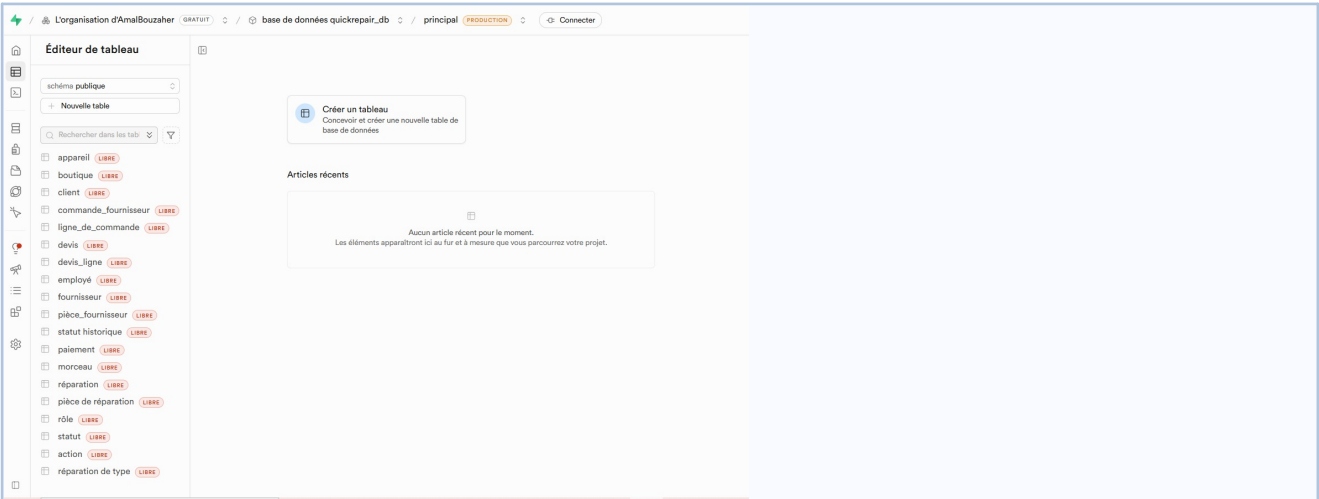 L'organisation d'AmalBouzaher GRATUIT / base de données quickrepair_db / principal PRODUCTION Connecter
Éditeur de tableau
schéma publique
+ Nouvelle table
Rechercher dans les tabl
appareil LIBRE
boutique LIBRE
client LIBRE
commande_fournisseur LIBRE
ligne_de_commande LIBRE
devis LIBRE
devis_ligne LIBRE
employé LIBRE
fournisseur LIBRE
pièce_fournisseur LIBRE
statut historique LIBRE
paiement LIBRE
morceau LIBRE
réparation LIBRE
pièce de réparation LIBRE
rôle LIBRE
statut LIBRE
action LIBRE
réparation de type LIBRE
Créer un tableau
Concevoir et créer une nouvelle table de
base de données
Articles récents
Aucun article récent pour le moment.
Les éléments apparaîtront ici au fur et à mesure que vous parcourrez votre projet.